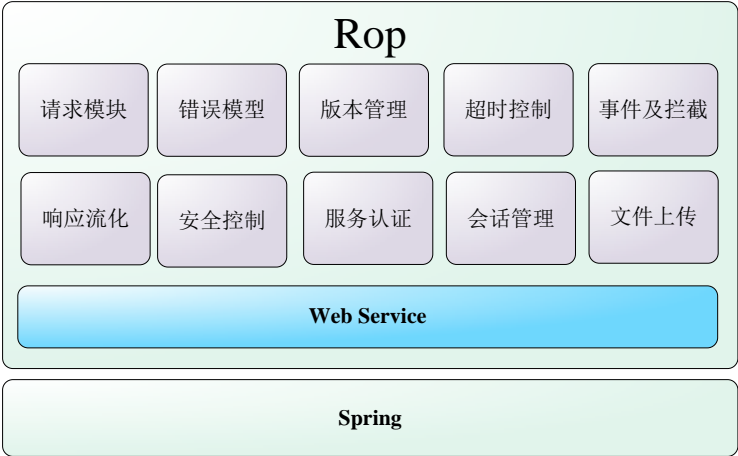 Rop
请求模块 错误模型 版本管理 超时控制 事件及拦截
响应流化 安全控制 服务认证 会话管理 文件上传
Web Service
Spring